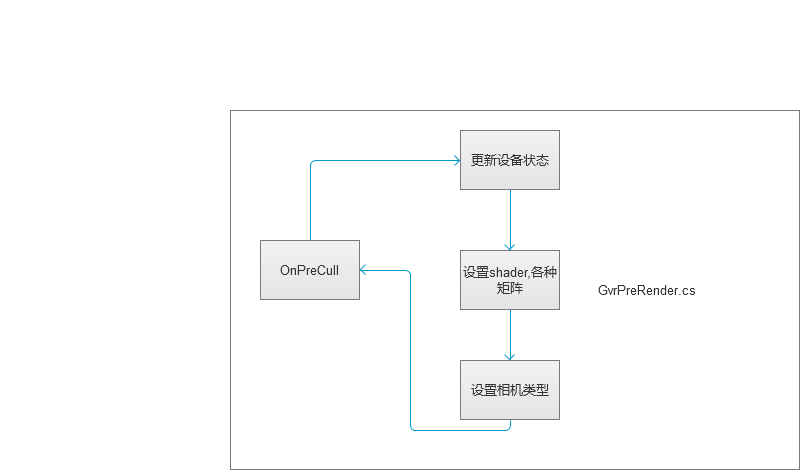 更新设备状态
OnPreCull
设置shader,各种
矩阵
GvrPreRender.cs
设置相机类型